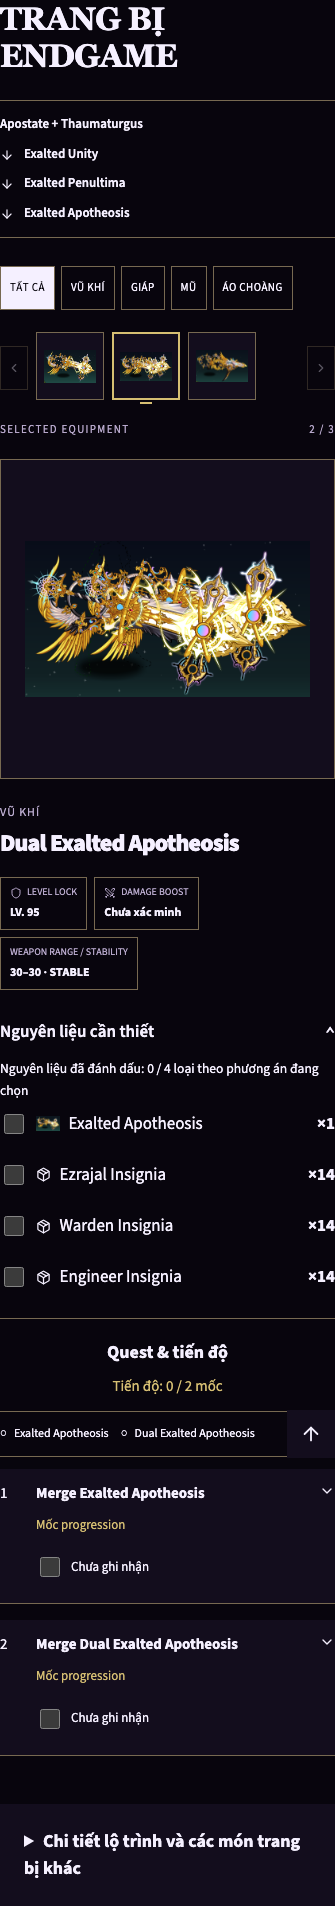 TRANG BỊ
ENDGAME
Apostate + Thaumaturgus
↓ Exalted Unity
↓ Exalted Penultima
↓ Exalted Apotheosis
TẤT CẢ VŨ KHÍ GIÁP MŨ ÁO CHOÀNG
SELECTED EQUIPMENT 2 / 3
VŨ KHÍ
Dual Exalted Apotheosis
LEVEL LOCK
LV. 95
DAMAGE BOOST
Chưa xác minh
WEAPON RANGE / STABILITY
30–30 · STABLE
Nguyên liệu cần thiết
Nguyên liệu đã đánh dấu: 0 / 4 loại theo phương án đang
chọn
Exalted Apotheosis ×1
Ezrajal Insignia ×14
Warden Insignia ×14
Engineer Insignia ×14
Quest & tiến độ
Tiến độ: 0 / 2 mốc
Exalted Apotheosis Dual Exalted Apotheosis
1 Merge Exalted Apotheosis
Mốc progression
Chưa ghi nhận
2 Merge Dual Exalted Apotheosis
Mốc progression
Chưa ghi nhận
▶ Chi tiết lộ trình và các món trang
bị khác